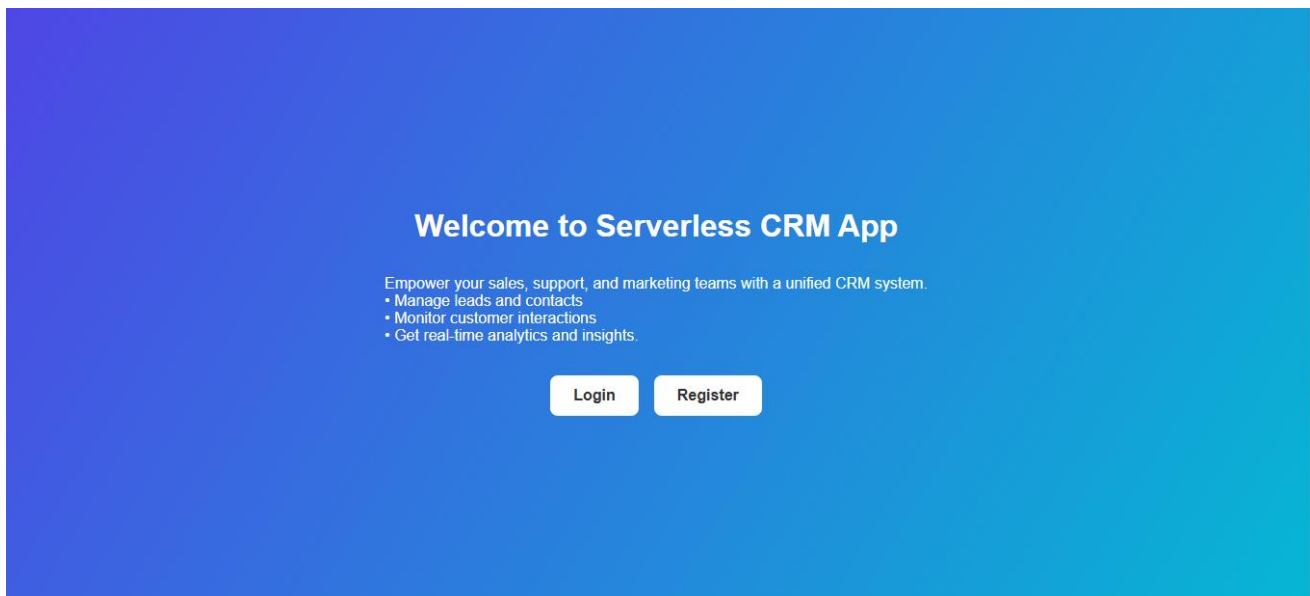 Welcome to Serverless CRM App
Empower your sales, support, and marketing teams with a unified CRM system.
• Manage leads and contacts
• Monitor customer interactions
• Get real-time analytics and insights.
Login Register